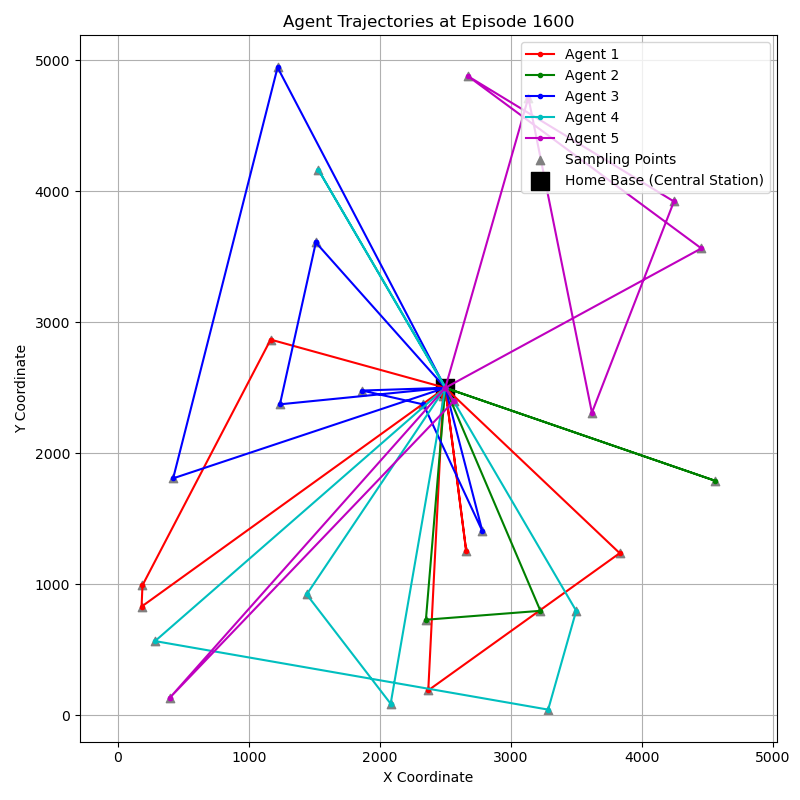 Agent Trajectories at Episode 1600
Agent 1
Agent 2
Agent 3
Agent 4
Agent 5
Sampling Points
Home Base (Central Station)
Y Coordinate
5000
4000
3000
2000
1000
0
0 1000 2000 3000 4000 5000
X Coordinate